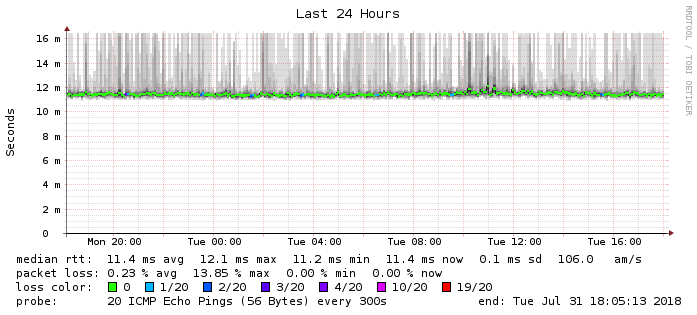 Last 24 Hours
RRDTOOL / TOBI OETIKER
Seconds
16 m
14 m
12 m
10 m
8 m
6 m
4 m
2 m
0
Mon 20:00 Tue 00:00 Tue 04:00 Tue 08:00 Tue 12:00 Tue 16:00
median rtt: 11.4 ms avg 12.1 ms max 11.2 ms min 11.4 ms now 0.1 ms sd 106.0 am/s
packet loss: 0.23 % avg 13.85 % max 0.00 % min 0.00 % now
loss color: 0 1/20 2/20 3/20 4/20 10/20 19/20
probe: 20 ICMP Echo Pings (56 Bytes) every 300s end: Tue Jul 31 18:05:13 2018